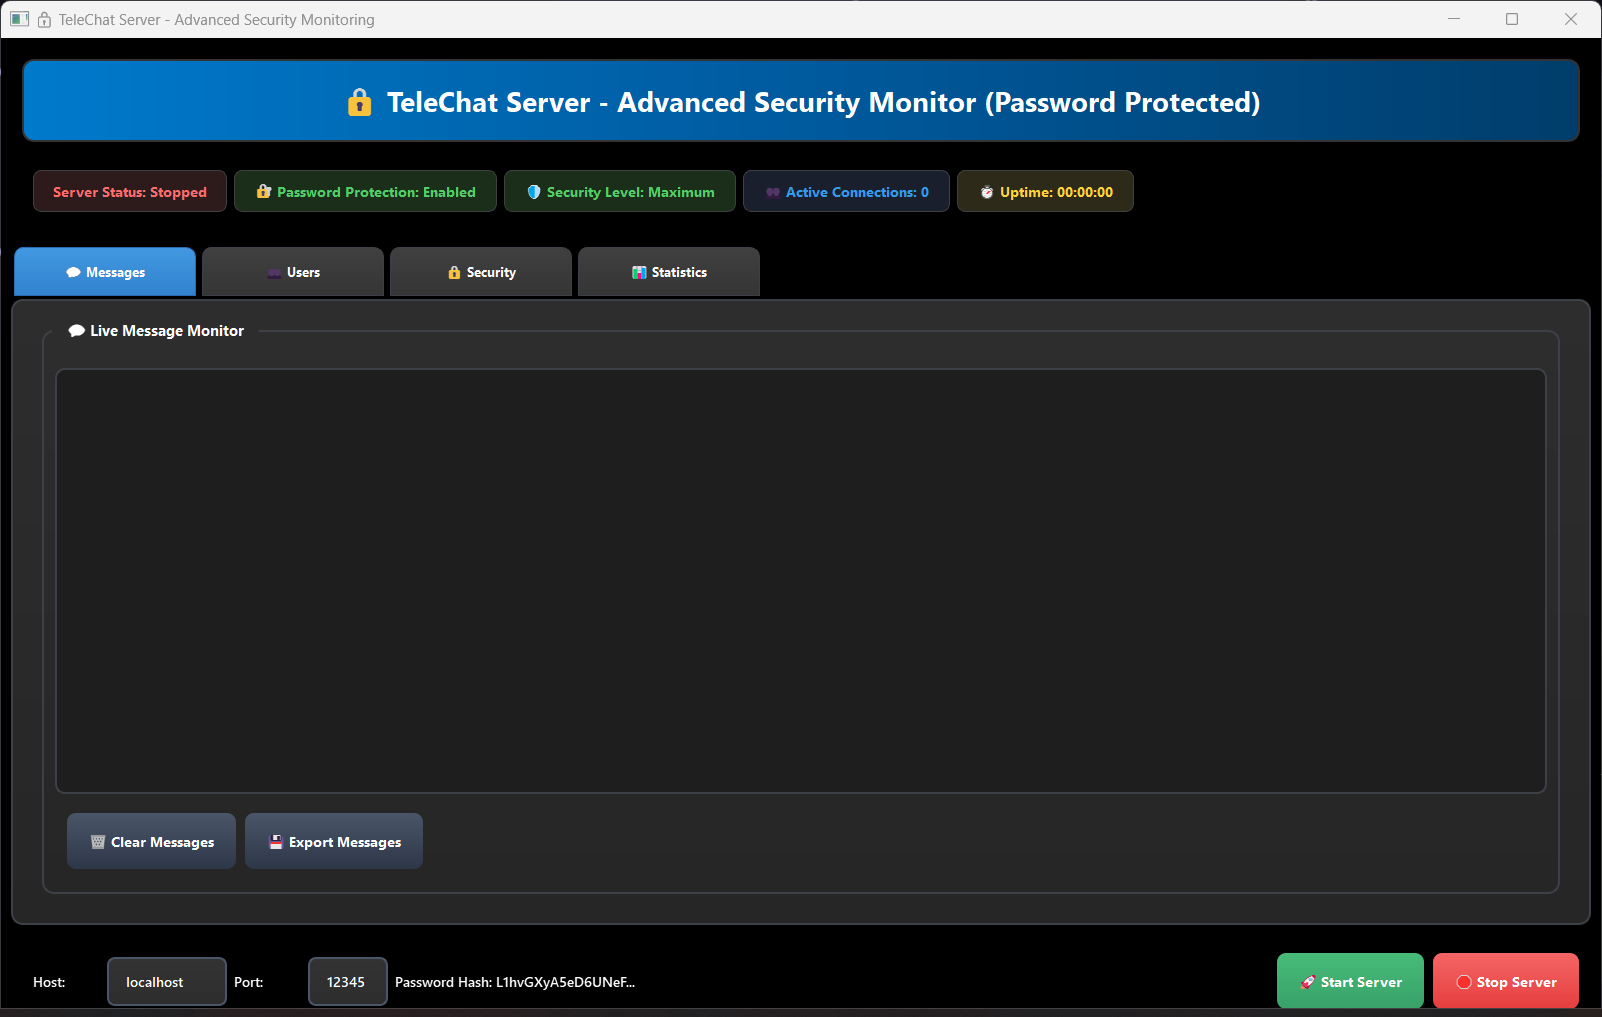 TeleChat Server - Advanced Security Monitoring
TeleChat Server - Advanced Security Monitor (Password Protected)
Server Status: Stopped
Password Protection: Enabled
Security Level: Maximum
Active Connections: 0
Uptime: 00:00:00
Messages
Users
Security
Statistics
Live Message Monitor
Clear Messages
Export Messages
Host:
localhost
Port:
12345
Password Hash: L1hvGXyA5eD6UNeF...
Start Server
Stop Server